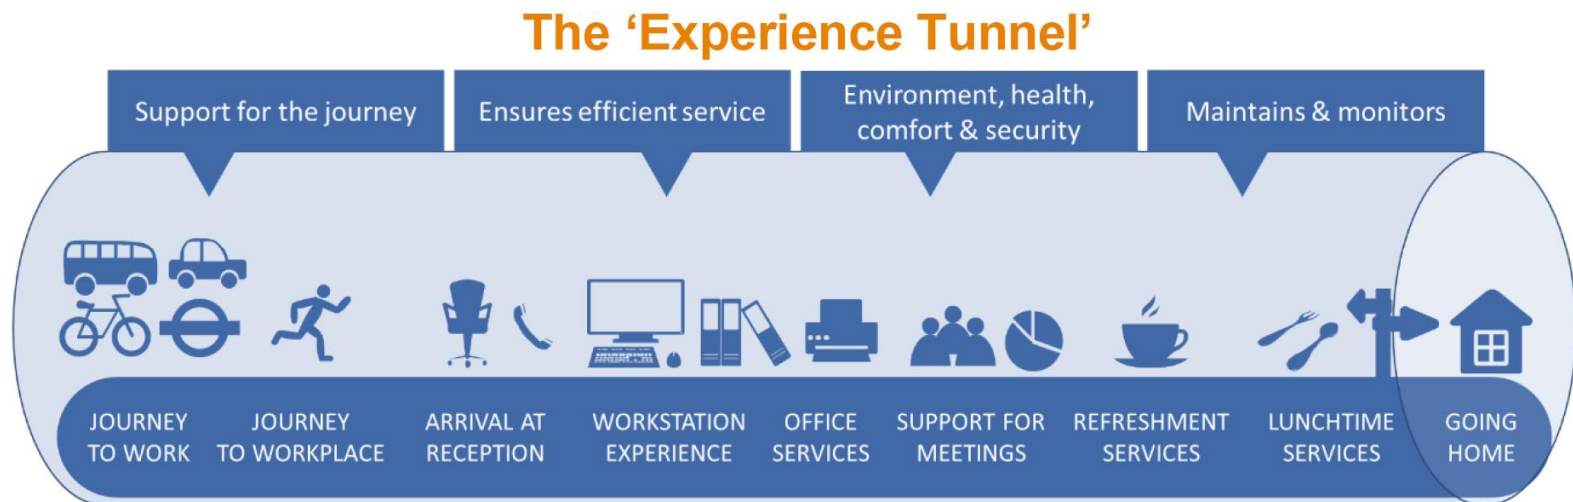 The ‘Experience Tunnel’
Support for the journey
Ensures efficient service
Environment, health,
comfort & security
Maintains & monitors
JOURNEY
TO WORK
JOURNEY
TO WORKPLACE
ARRIVAL AT
RECEPTION
WORKSTATION
EXPERIENCE
OFFICE
SERVICES
SUPPORT FOR
MEETINGS
REFRESHMENT
SERVICES
LUNCHTIME
SERVICES
GOING
HOME